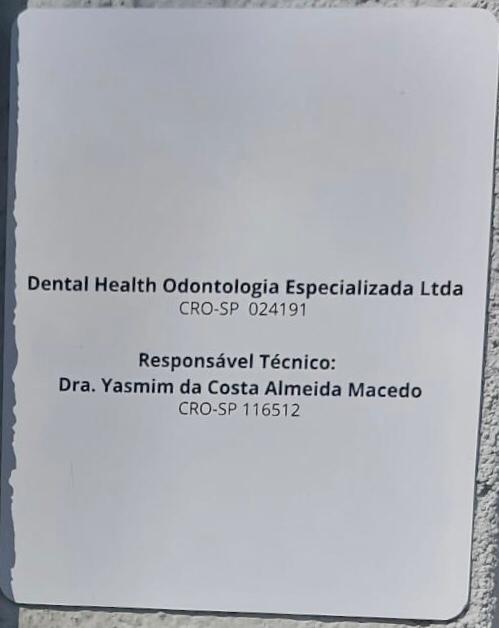 Dental Health Odontologia Especializada Ltda
CRO-SP 024191
Responsável Técnico:
Dra. Yasmim da Costa Almeida Macedo
CRO-SP 116512